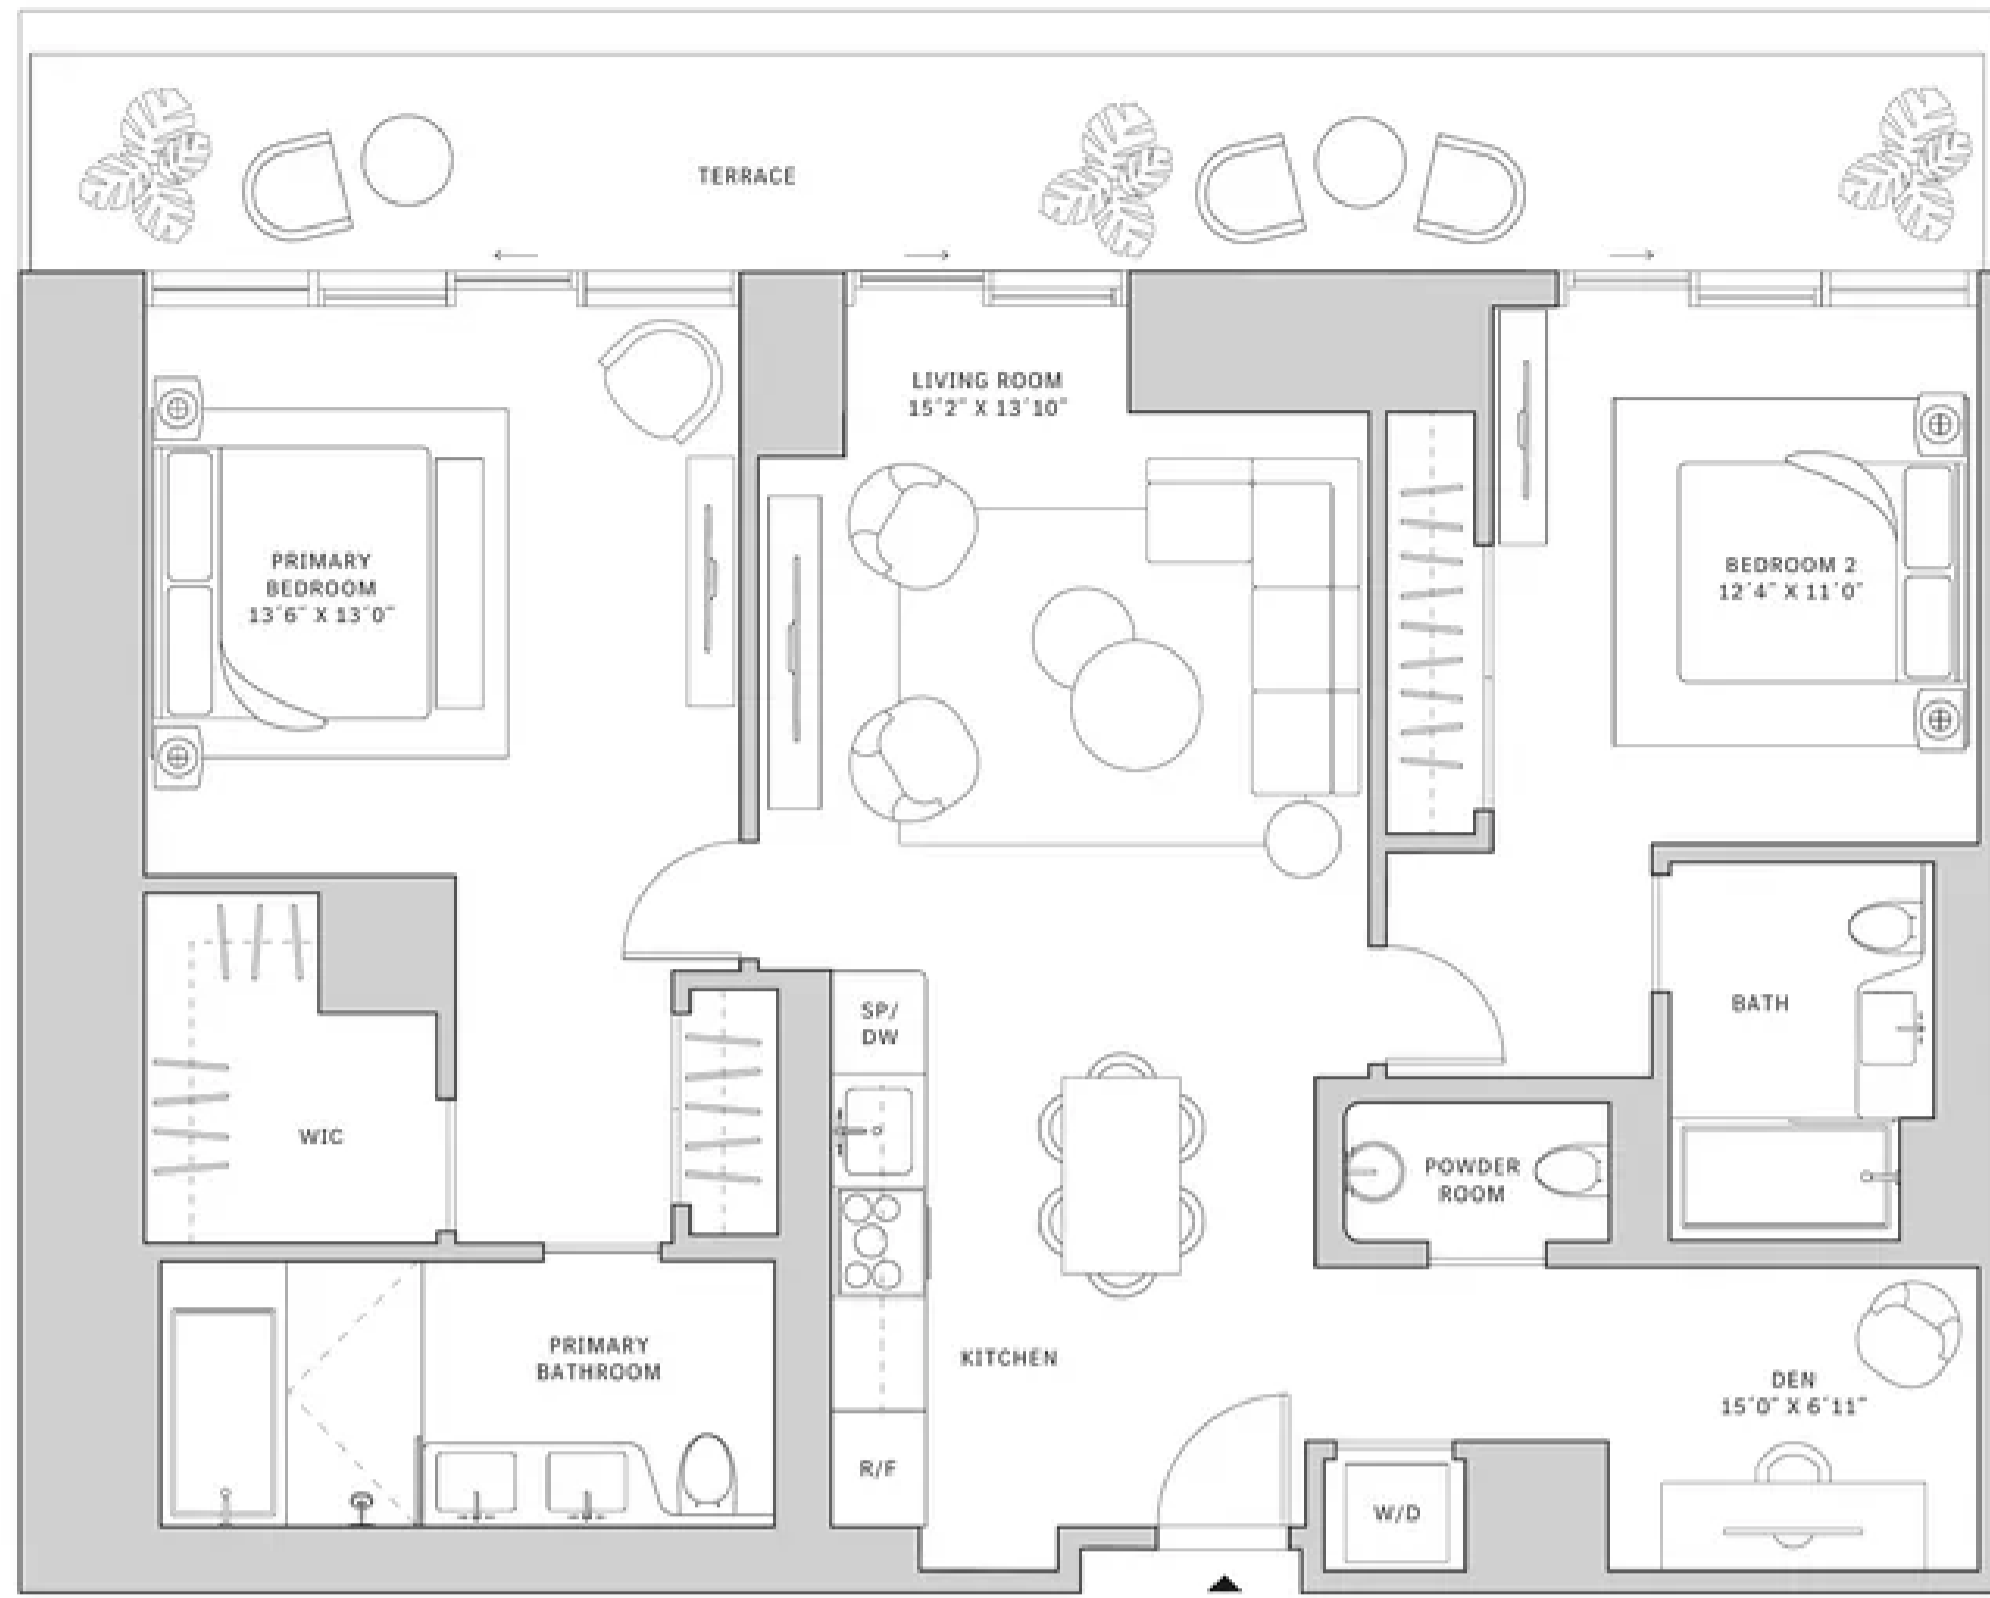 TERRACE
LIVING ROOM
15´2˝ X 13´10˝
PRIMARY
BEDROOM
13´6˝ X 13´0˝
BEDROOM 2
12´4˝ X 11´0˝
SP/
DW
BATH
WIC
POWDER
ROOM
PRIMARY
BATHROOM
KITCHEN
DEN
15´0˝ X 6´11˝
R/F
W/D